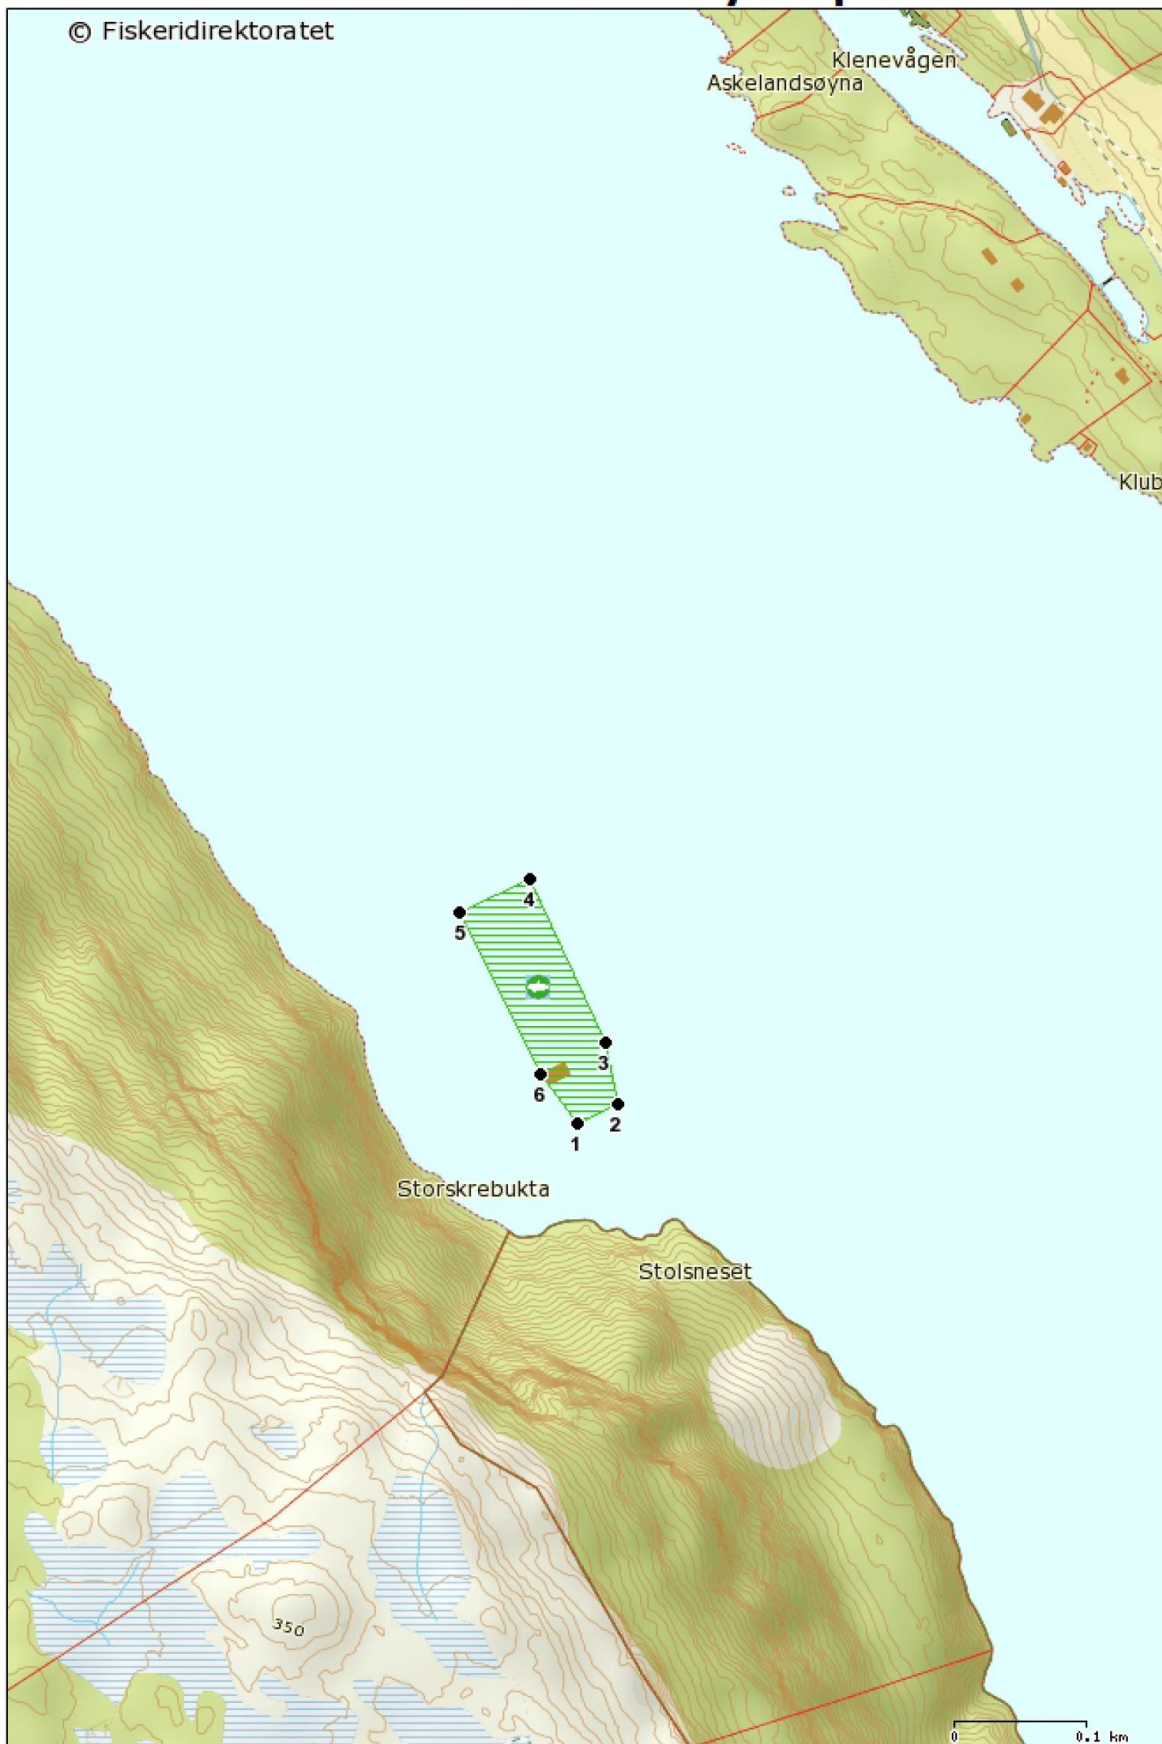 © Fiskeridirektoratet
Klenevågen
Askelandsøyna
Klub
4
5
3
6
2
1
Storskrebukta
Stolsneset
350
0 0.1 km